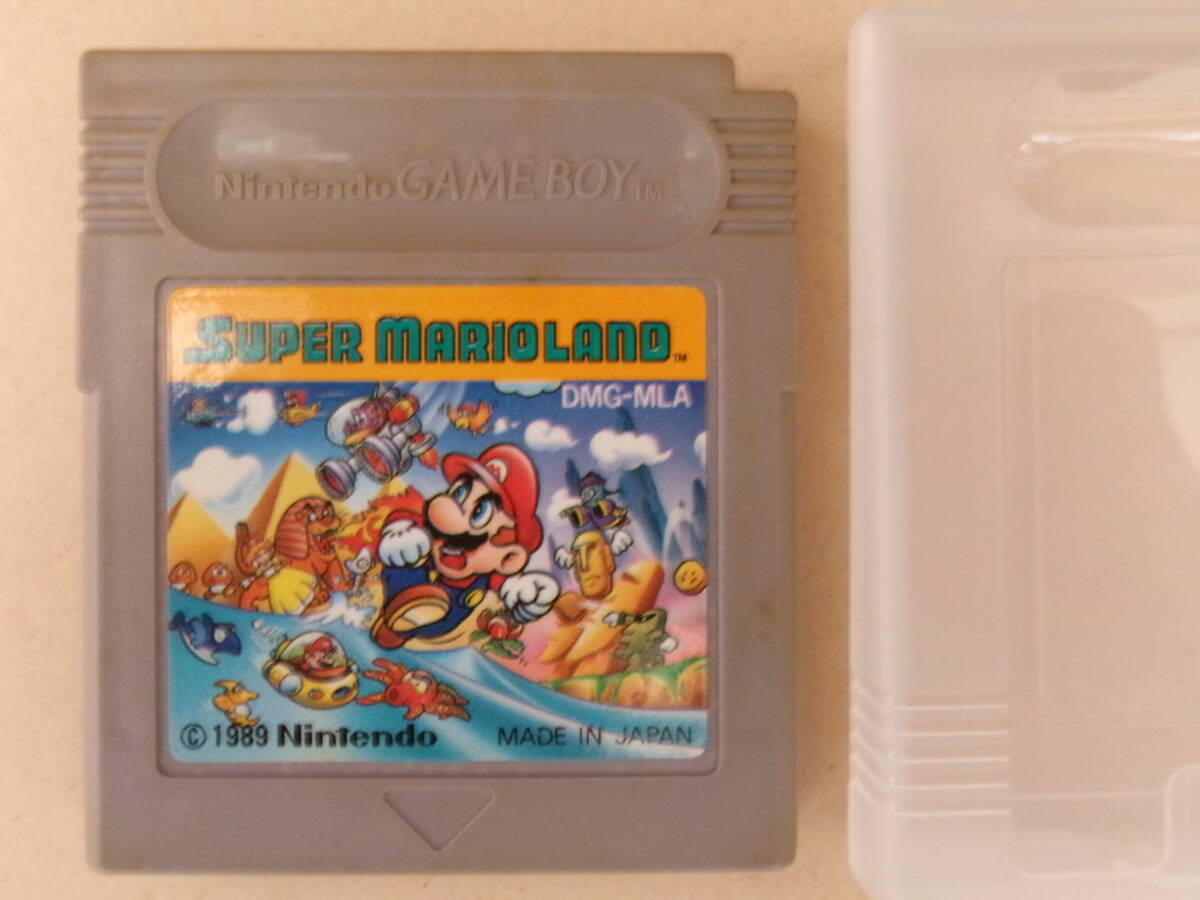 Nintendo GAME BOY TM
SUPER MARIOLAND TM
DMG-MLA
M
© 1989 Nintendo
MADE IN JAPAN